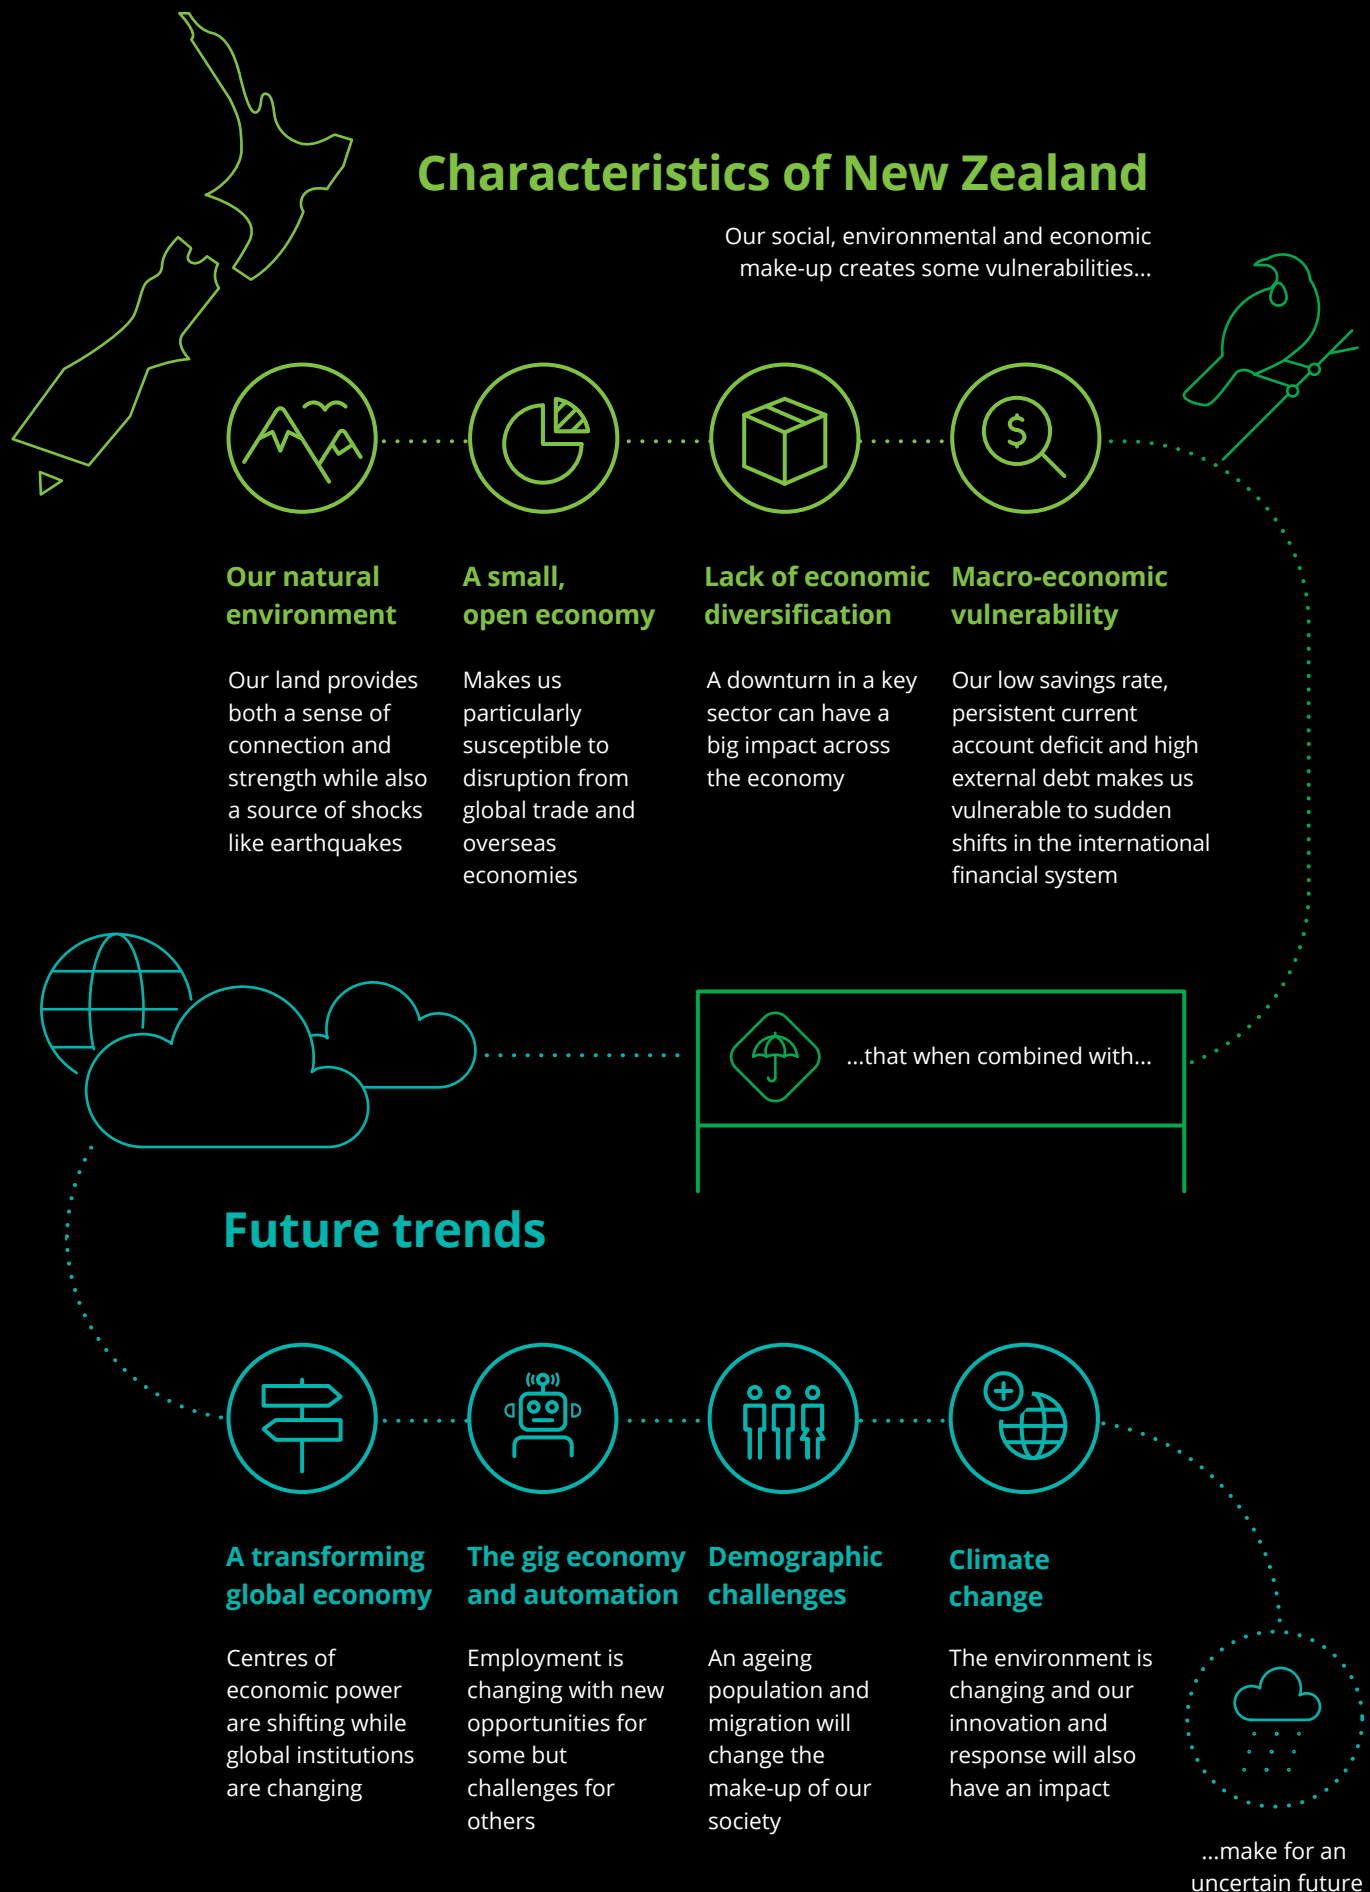 Characteristics of New Zealand
Our social, environmental and economic
make-up creates some vulnerabilities...
Our natural
environment
Our land provides
both a sense of
connection and
strength while also
a source of shocks
like earthquakes
A small,
open economy
Makes us
particularly
susceptible to
disruption from
global trade and
overseas
economies
Lack of economic
diversification
A downturn in a key
sector can have a
big impact across
the economy
Macro-economic
vulnerability
Our low savings rate,
persistent current
account deficit and high
external debt makes us
vulnerable to sudden
shifts in the international
financial system
...that when combined with...
Future trends
A transforming
global economy
Centres of
economic power
are shifting while
global institutions
are changing
The gig economy
and automation
Employment is
changing with new
opportunities for
some but
challenges for
others
Demographic
challenges
An ageing
population and
migration will
change the
make-up of our
society
Climate
change
The environment is
changing and our
innovation and
response will also
have an impact
...make for an
uncertain future